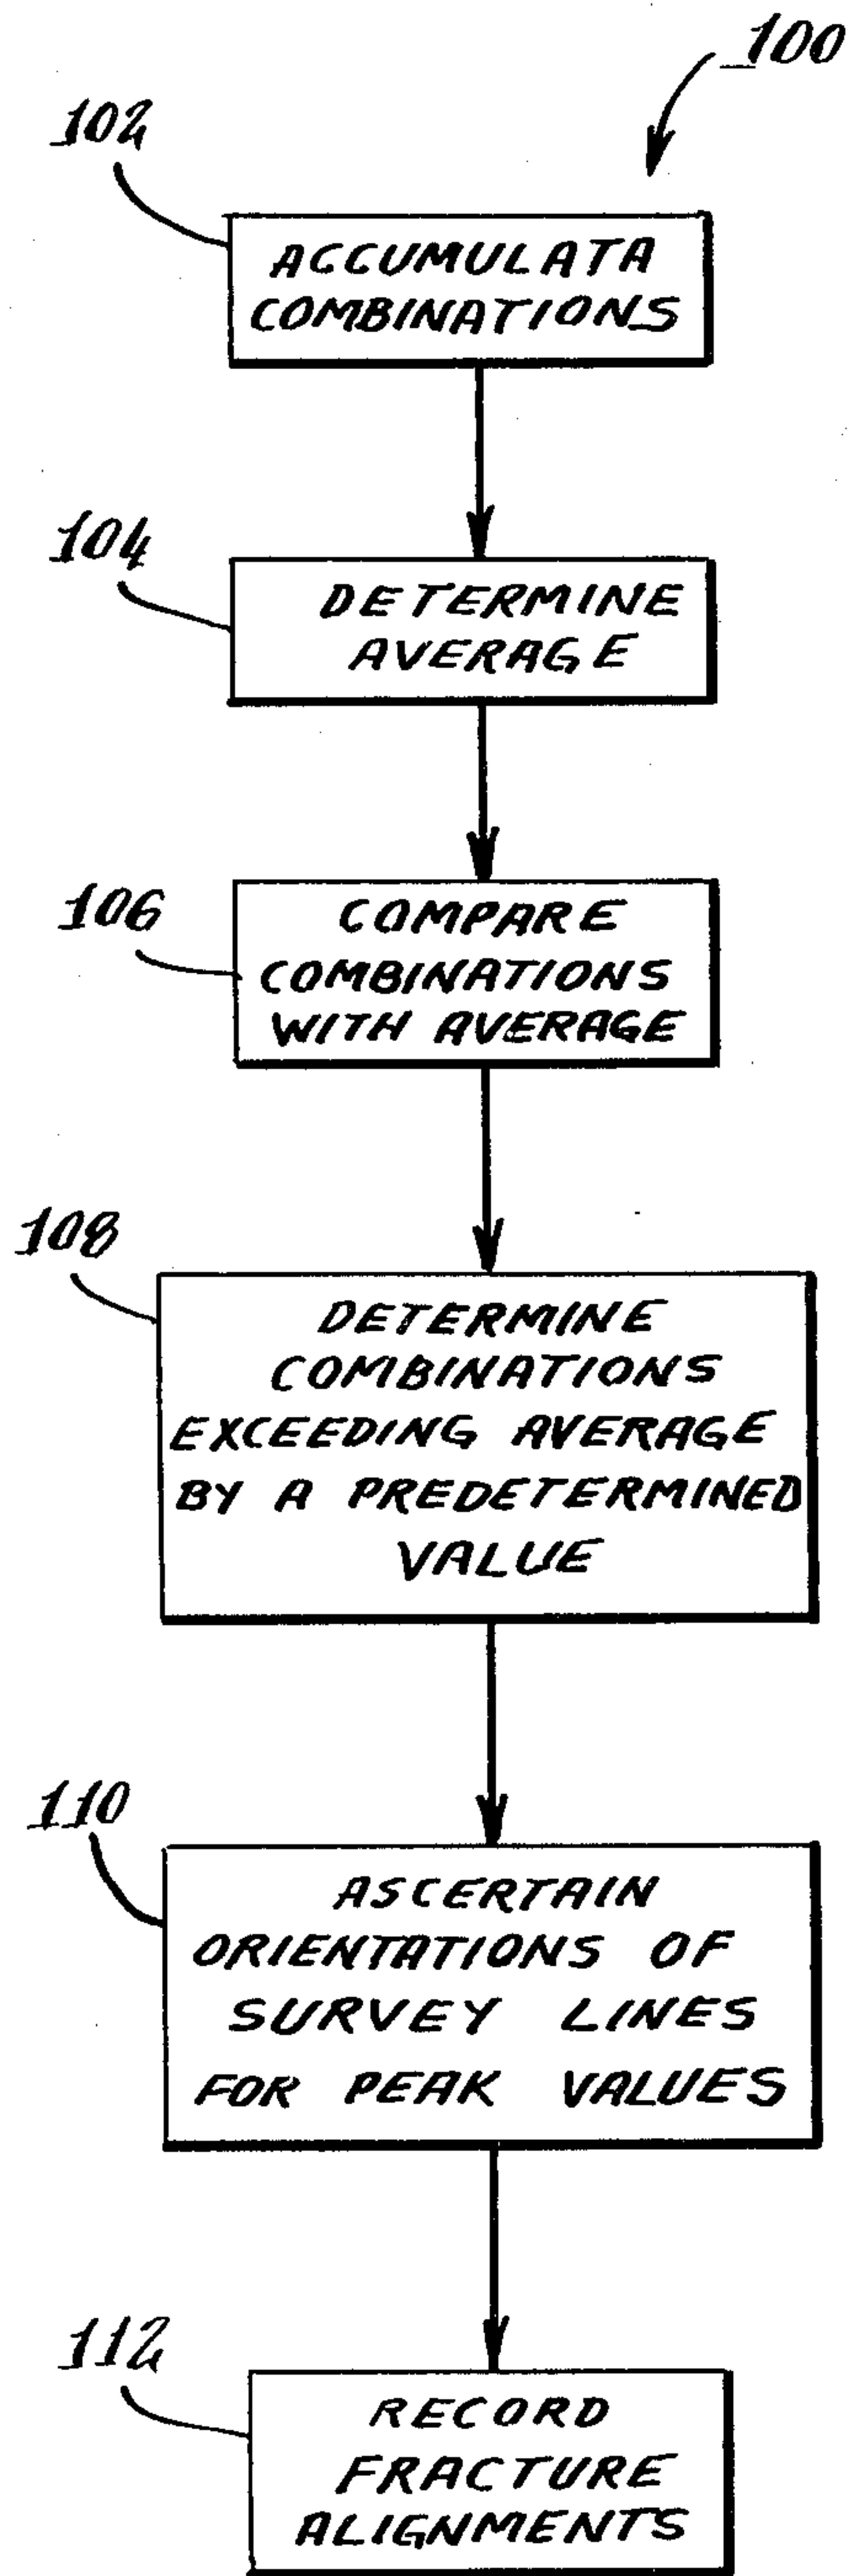 100
102
ACCUMULATA
COMBINATIONS
104
DETERMINE
AVERAGE
106
COMPARE
COMBINATIONS
WITH AVERAGE
108
DETERMINE
COMBINATIONS
EXCEEDING AVERAGE
BY A PREDETERMINED
VALUE
110
ASCERTAIN
ORIENTATIONS OF
SURVEY LINES
FOR PEAK VALUES
112
RECORD
FRACTURE
ALIGNMENTS